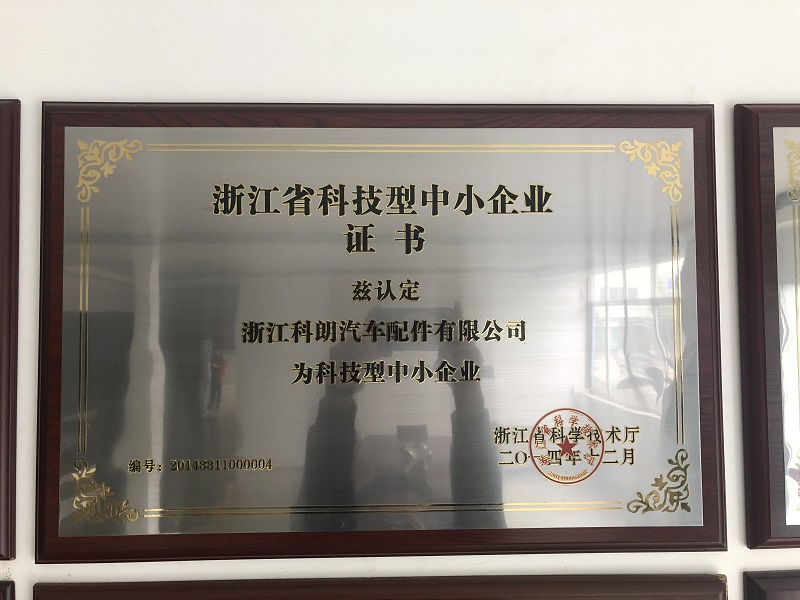 浙江省科技型中小企业
证书
兹认定
浙江科朗汽车配件有限公司
为科技型中小企业
浙江省科学技术厅
二〇一四年十二月
编号：20143311000004